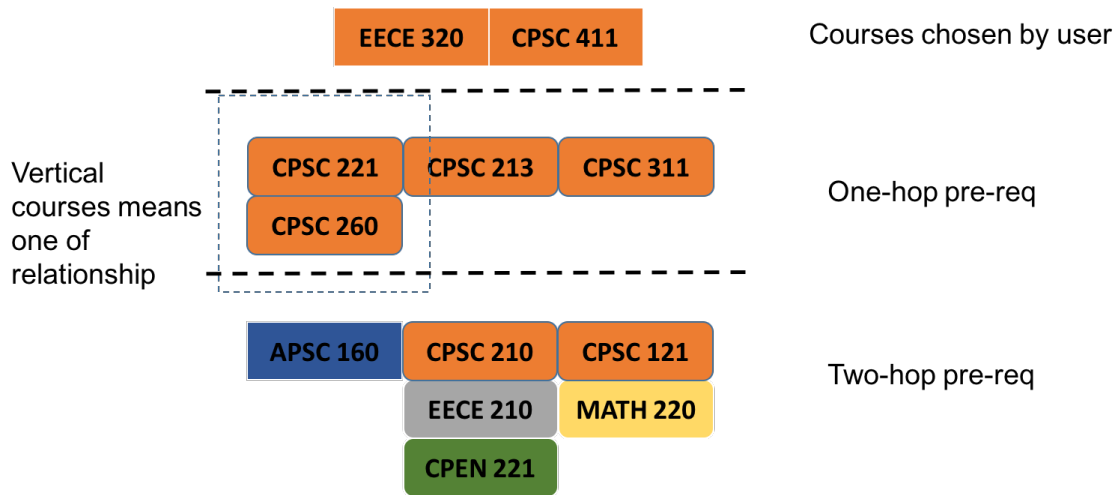 EECE 320 CPSC 411 Courses chosen by user
CPSC 221 CPSC 213 CPSC 311
CPSC 260
One-hop pre-req
Vertical
courses means
one of
relationship
APSC 160 CPSC 210 CPSC 121
EECE 210 MATH 220
CPEN 221
Two-hop pre-req